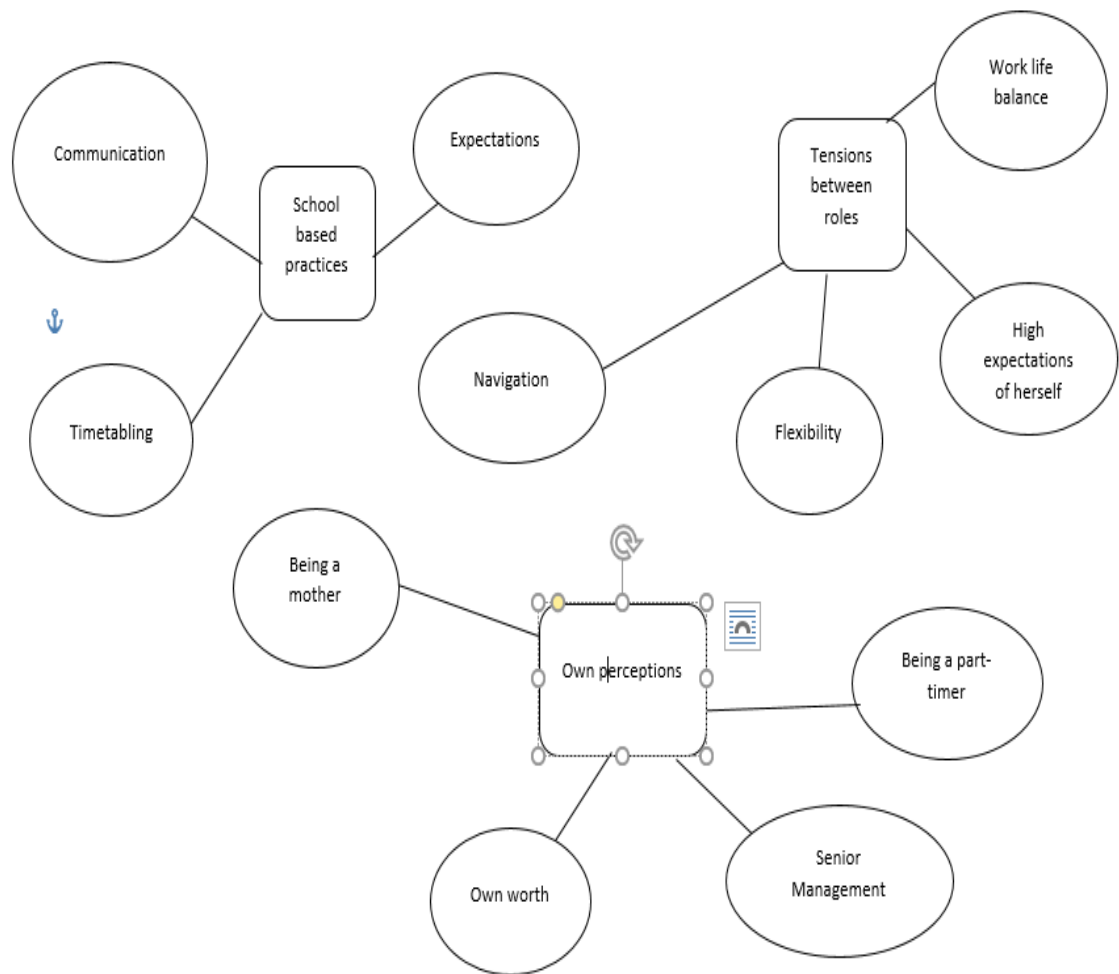 Communication
School
based
practices
Expectations
Timetabling
Tensions
between
roles
Work life
balance
Navigation
Flexibility
High
expectations
of herself
Being a
mother
Own perceptions
Being a part-
timer
Own worth
Senior
Management